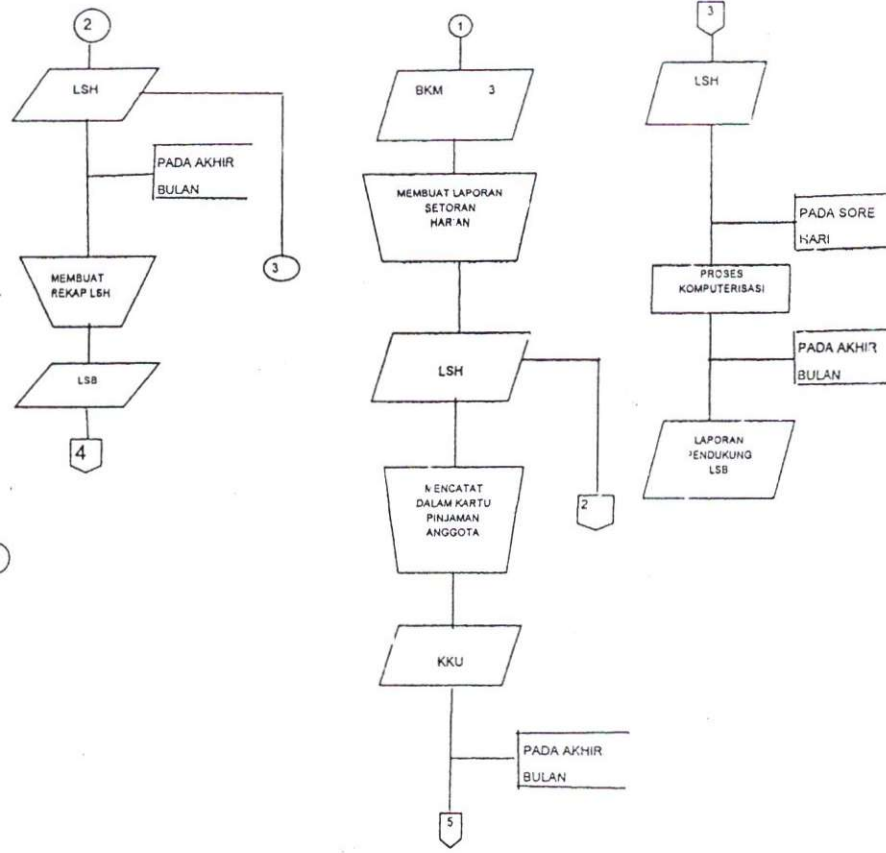 2
LSH
PADA AKHIR
BULAN
3
MEMBUAT
REKAP LSH
LSB
4
1
BKM 3
MEMBUAT LAPORAN
SETORAN
HARIAN
LSH
2
MENCATAT
DALAM KARTU
PINJAMAN
ANGGOTA
KKU
PADA AKHIR
BULAN
5
3
LSH
PADA SORE
HARI
PROSES
KOMPUTERISASI
PADA AKHIR
BULAN
LAPORAN
PENDUKUNG
LSB